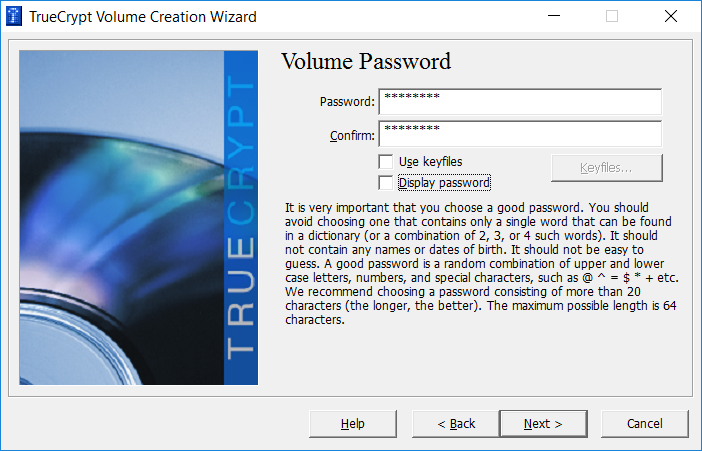 TrueCrypt Volume Creation Wizard
TRUECRYPT
Volume Password
Password: ********
Confirm: ********
Use keyfiles
Keyfiles...
Display password
It is very important that you choose a good password. You should
avoid choosing one that contains only a single word that can be found
in a dictionary (or a combination of 2, 3, or 4 such words). It should
not contain any names or dates of birth. It should not be easy to
guess. A good password is a random combination of upper and lower
case letters, numbers, and special characters, such as @ ^ = $ * + etc.
We recommend choosing a password consisting of more than 20
characters (the longer, the better). The maximum possible length is 64
characters.
Help
< Back
Next >
Cancel